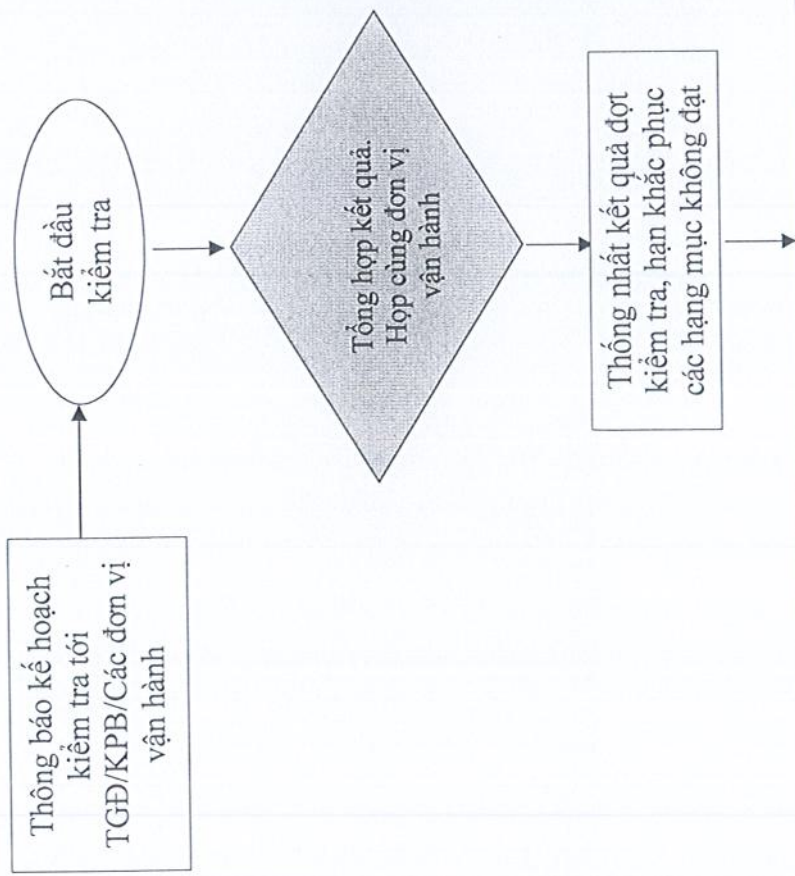 Thông báo kế hoạch
kiểm tra tới
TGĐ/KPB/Các đơn vị
vận hành
Bắt đầu
kiểm tra
Tổng hợp kết quả.
Họp cùng đơn vị
vận hành
Thống nhất kết quả đợt
kiểm tra, hạn khắc phục
các hạng mục không đạt